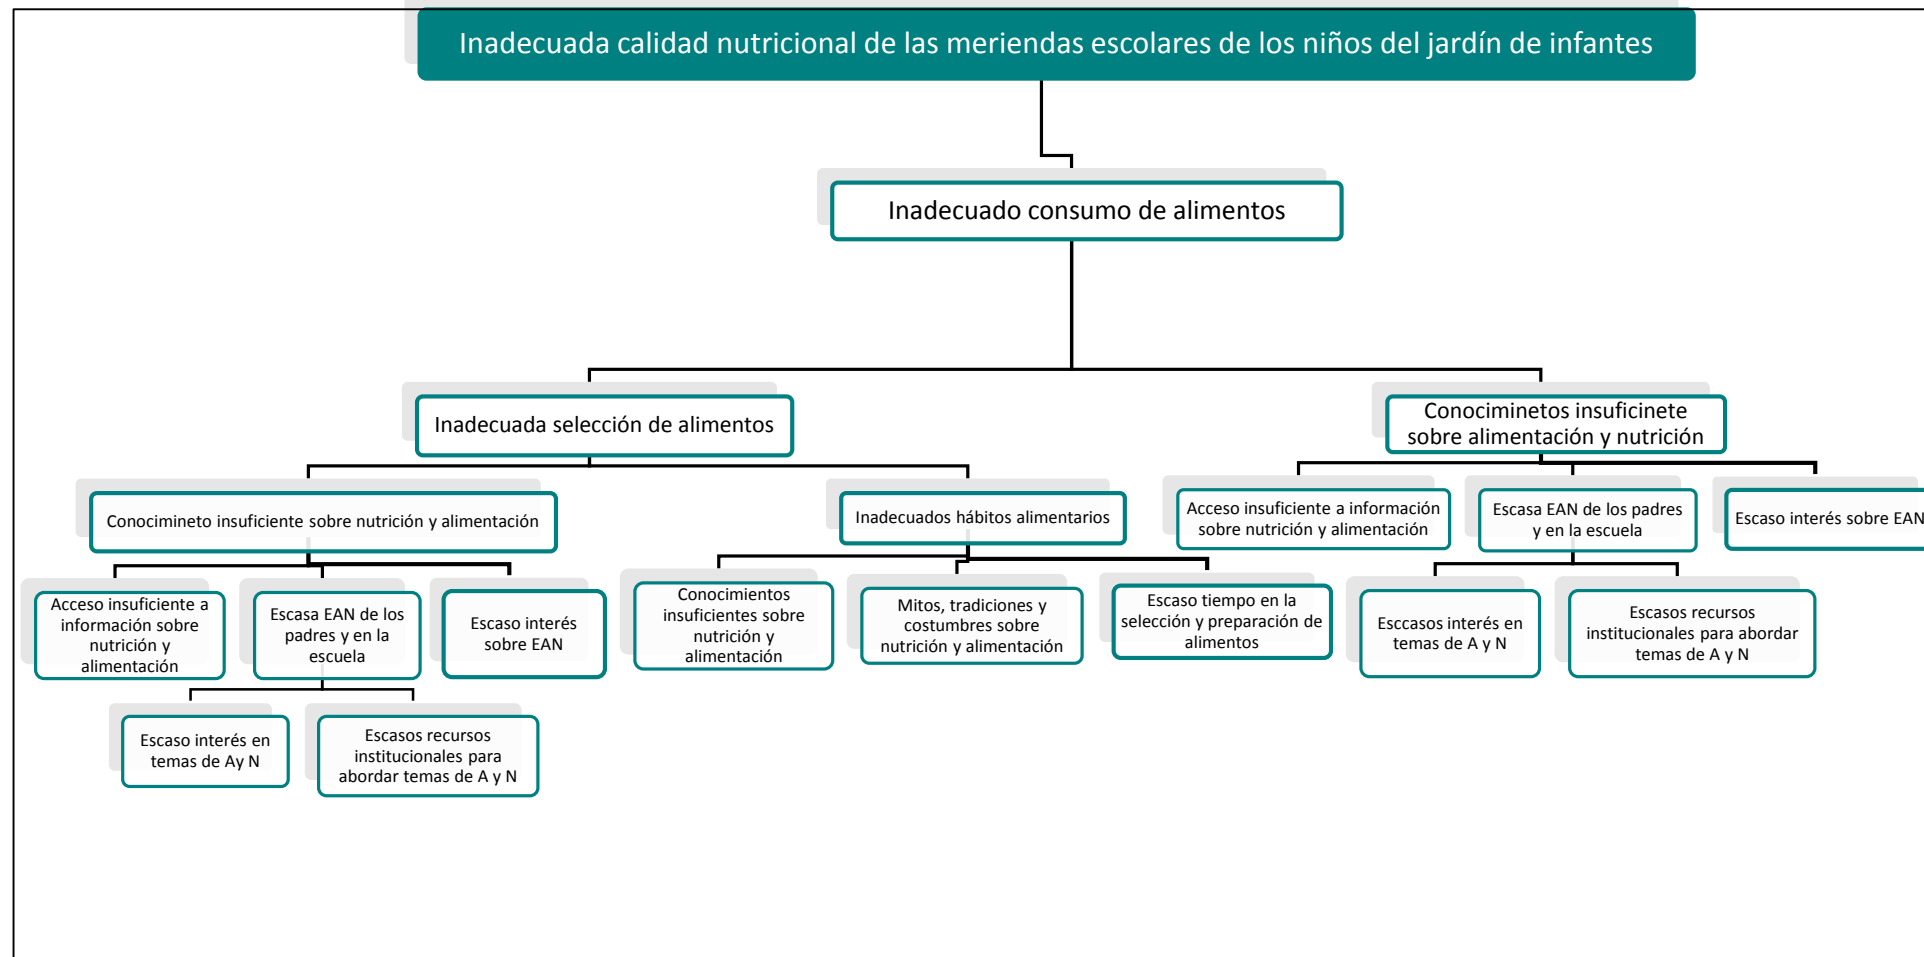 Inadecuada calidad nutricional de las meriendas escolares de los niños del jardín de infantes
Inadecuado consumo de alimentos
Inadecuada selección de alimentos
Conociminetos insuficinete
sobre alimentación y nutrición
Conocimineto insuficiente sobre nutrición y alimentación
Inadecuados hábitos alimentarios
Acceso insuficiente a información
sobre nutrición y alimentación
Escasa EAN de los padres
y en la escuela
Escaso interés sobre EAN
Acceso insuficiente a
información sobre
nutrición y
alimentación
Escasa EAN de los
padres y en la
escuela
Escaso interés
sobre EAN
Conocimientos
insuficientes sobre
nutrición y
alimentación
Mitos, tradiciones y
costumbres sobre
nutrición y alimentación
Escaso tiempo en la
selección y preparación de
alimentos
Esccasos interés en
temas de A y N
Escasos recursos
institucionales para abordar
temas de A y N
Escaso interés en
temas de Ay N
Escasos recursos
institucionales para
abordar temas de A y N